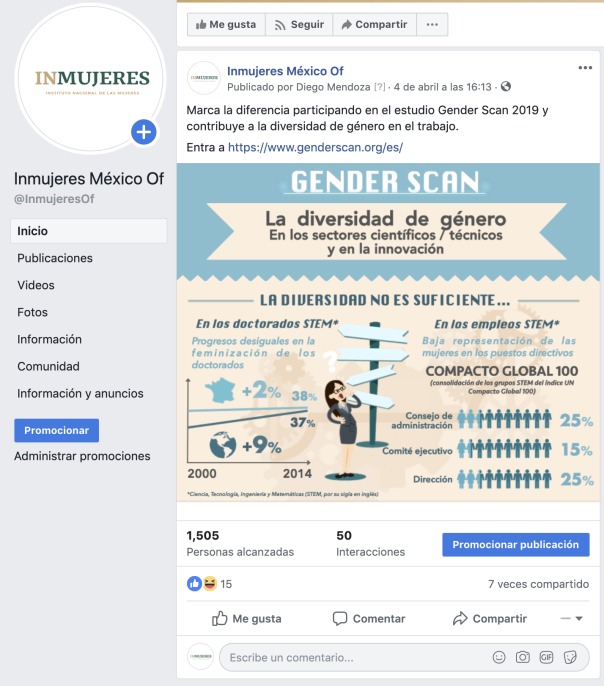 INMUJERES
INSTITUTO NACIONAL DE LAS MUJERES
Inmujeres México Of
@InmujeresOf
Inicio
Publicaciones
Videos
Fotos
Información
Comunidad
Información y anuncios
Promocionar
Administrar promociones
Me gusta
Seguir
Compartir
INMUJERES
Inmujeres México Of
Publicado por Diego Mendoza [?] · 4 de abril a las 16:13 ·
Marca la diferencia participando en el estudio Gender Scan 2019 y
contribuye a la diversidad de género en el trabajo.
Entra a https://www.genderscan.org/es/
GENDER SCAN
La diversidad de género
En los sectores científicos / técnicos
y en la innovación
LA DIVERSIDAD NO ES SUFICIENTE...
En los doctorados STEM*
Progresos desiguales en la
feminización de los
doctorados
+2%
38%
37%
+9%
2000
2014
?
En los empleos STEM*
Baja representación de las
mujeres en los puestos directivos
COMPACTO GLOBAL 100
(consolidación de los grupos STEM del índice UN
Compacto Global 100)
Consejo de
administración
25%
Comité ejecutivo
15%
Dirección
25%
*Ciencia, Tecnología, Ingeniería y Matemáticas (STEM, por su sigla en inglés)
1,505
Personas alcanzadas
50
Interacciones
Promocionar publicación
15
7 veces compartido
Me gusta
Comentar
Compartir
INMUJERES
Escribe un comentario...
GIF